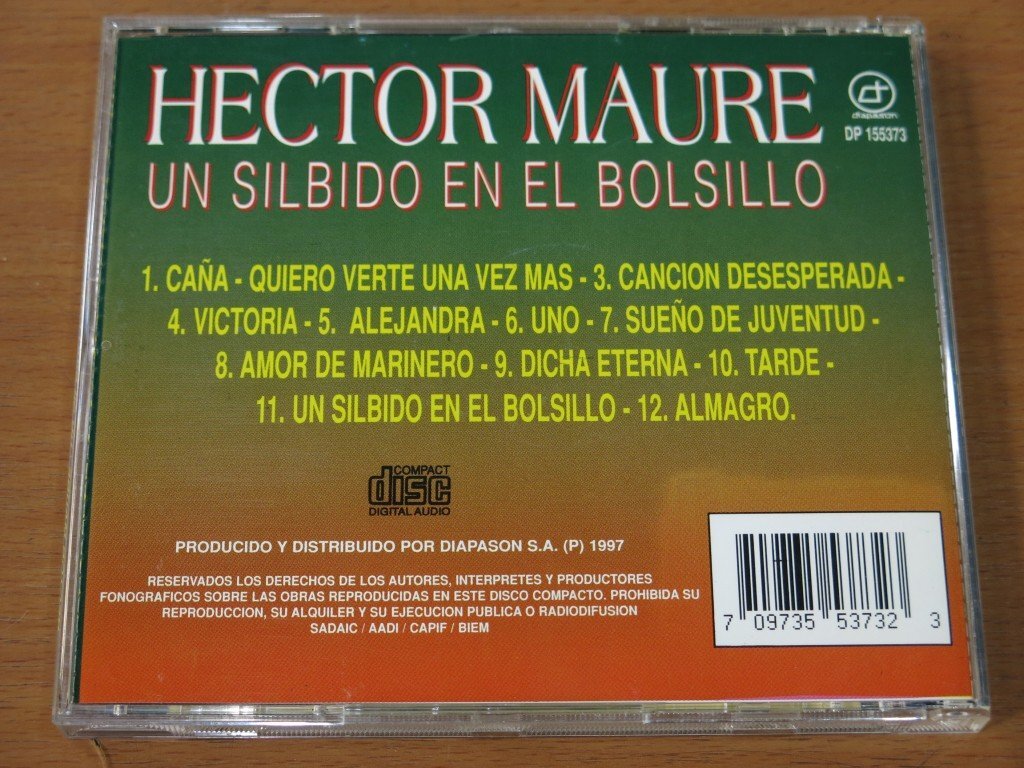 HECTOR MAURE
diapason
DP 155373
UN SILBIDO EN EL BOLSILLO
1. CAÑA - QUIERO VERTE UNA VEZ MAS - 3. CANCION DESESPERADA -
4. VICTORIA - 5. ALEJANDRA - 6. UNO - 7. SUEÑO DE JUVENTUD -
8. AMOR DE MARINERO - 9. DICHA ETERNA - 10. TARDE -
11. UN SILBIDO EN EL BOLSILLO - 12. ALMAGRO.
COMPACT
disc
DIGITAL AUDIO
PRODUCIDO Y DISTRIBUIDO POR DIAPASON S.A. (P) 1997
RESERVADOS LOS DERECHOS DE LOS AUTORES, INTERPRETES Y PRODUCTORES
FONOGRAFICOS SOBRE LAS OBRAS REPRODUCIDAS EN ESTE DISCO COMPACTO. PROHIBIDA SU
REPRODUCCION, SU ALQUILER Y SU EJECUCION PUBLICA O RADIODIFUSION
SADAIC / AADI / CAPIF / BIEM
7 09735 53732 3